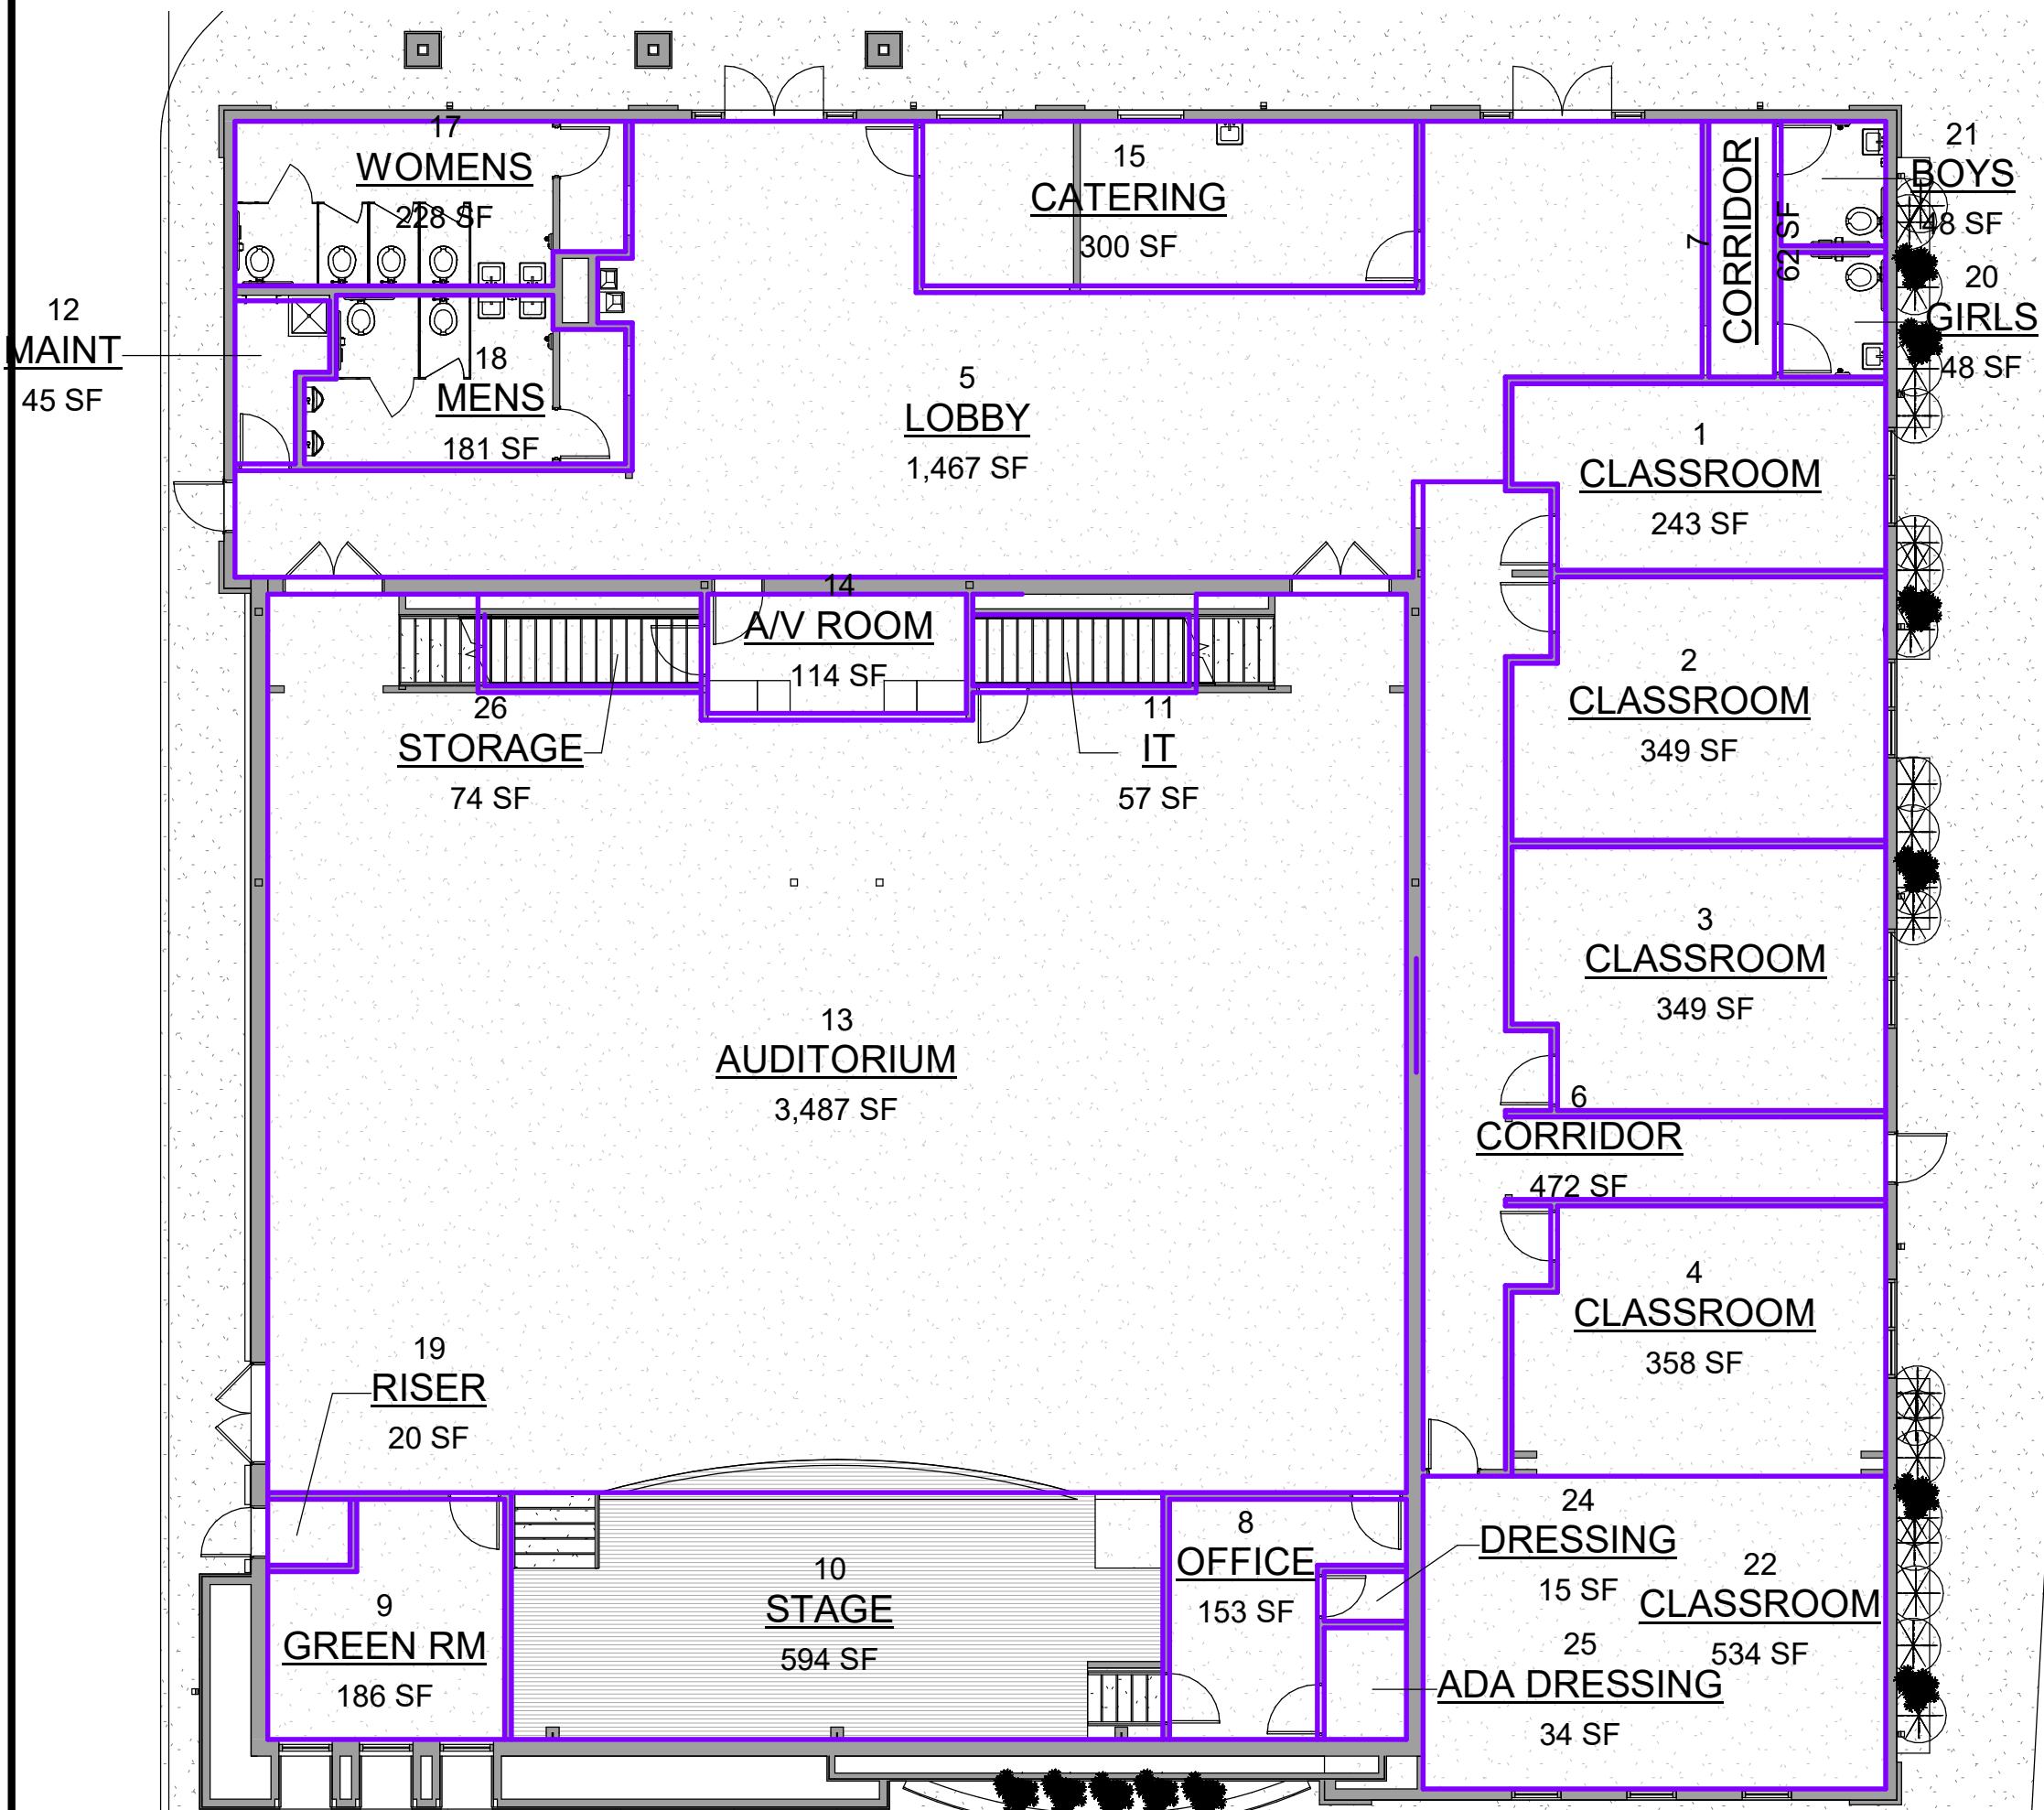 17
WOMENS
228 SF
15
CATERING
300 SF
7
CORRIDOR
62 SF
21
BOYS
48 SF
20
GIRLS
48 SF
12
MAINT
45 SF
18
MENS
181 SF
5
LOBBY
1,467 SF
1
CLASSROOM
243 SF
14
A/V ROOM
114 SF
2
CLASSROOM
349 SF
26
STORAGE
74 SF
11
IT
57 SF
3
CLASSROOM
349 SF
13
AUDITORIUM
3,487 SF
6
CORRIDOR
472 SF
4
CLASSROOM
358 SF
19
RISER
20 SF
24
DRESSING
15 SF
8
OFFICE
153 SF
22
CLASSROOM
534 SF
10
STAGE
594 SF
9
GREEN RM
186 SF
25
ADA DRESSING
34 SF